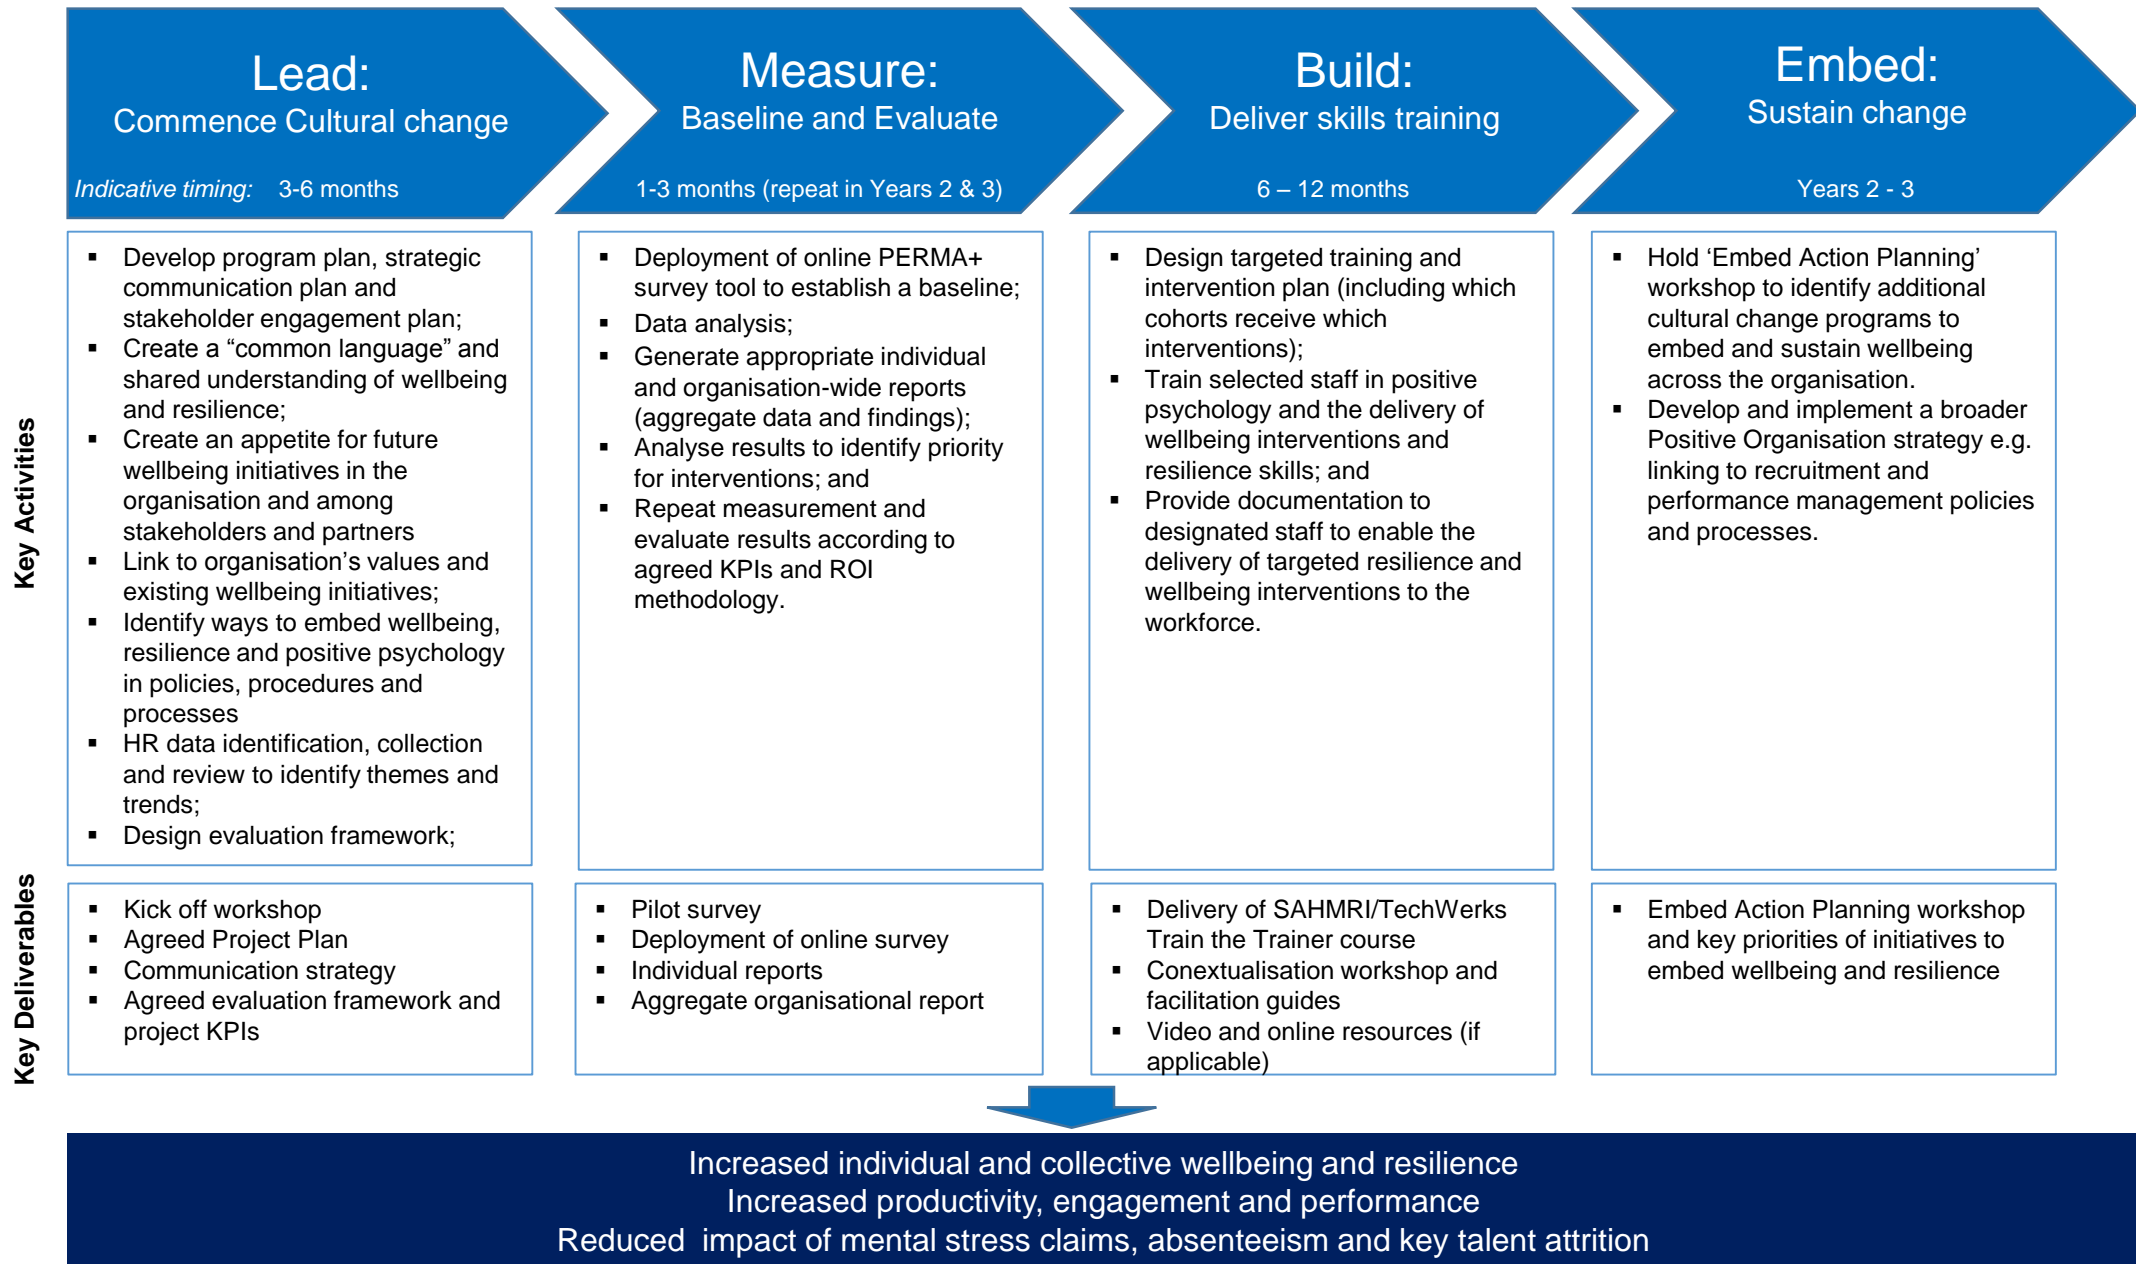 Lead:
Commence Cultural change
Indicative timing: 3-6 months
Measure:
Baseline and Evaluate
1-3 months (repeat in Years 2 & 3)
Build:
Deliver skills training
6 – 12 months
Embed:
Sustain change
Years 2 - 3
Key Activities
▪ Develop program plan, strategic
communication plan and
stakeholder engagement plan;
▪ Create a “common language” and
shared understanding of wellbeing
and resilience;
▪ Create an appetite for future
wellbeing initiatives in the
organisation and among
stakeholders and partners
▪ Link to organisation’s values and
existing wellbeing initiatives;
▪ Identify ways to embed wellbeing,
resilience and positive psychology
in policies, procedures and
processes
▪ HR data identification, collection
and review to identify themes and
trends;
▪ Design evaluation framework;
▪ Deployment of online PERMA+
survey tool to establish a baseline;
▪ Data analysis;
▪ Generate appropriate individual
and organisation-wide reports
(aggregate data and findings);
▪ Analyse results to identify priority
for interventions; and
▪ Repeat measurement and
evaluate results according to
agreed KPIs and ROI
methodology.
▪ Design targeted training and
intervention plan (including which
cohorts receive which
interventions);
▪ Train selected staff in positive
psychology and the delivery of
wellbeing interventions and
resilience skills; and
▪ Provide documentation to
designated staff to enable the
delivery of targeted resilience and
wellbeing interventions to the
workforce.
▪ Hold ‘Embed Action Planning’
workshop to identify additional
cultural change programs to
embed and sustain wellbeing
across the organisation.
▪ Develop and implement a broader
Positive Organisation strategy e.g.
linking to recruitment and
performance management policies
and processes.
Key Deliverables
▪ Kick off workshop
▪ Agreed Project Plan
▪ Communication strategy
▪ Agreed evaluation framework and
project KPIs
▪ Pilot survey
▪ Deployment of online survey
▪ Individual reports
▪ Aggregate organisational report
▪ Delivery of SAHMRI/TechWerks
Train the Trainer course
▪ Conextualisation workshop and
facilitation guides
▪ Video and online resources (if
applicable)
▪ Embed Action Planning workshop
and key priorities of initiatives to
embed wellbeing and resilience
Increased individual and collective wellbeing and resilience
Increased productivity, engagement and performance
Reduced impact of mental stress claims, absenteeism and key talent attrition